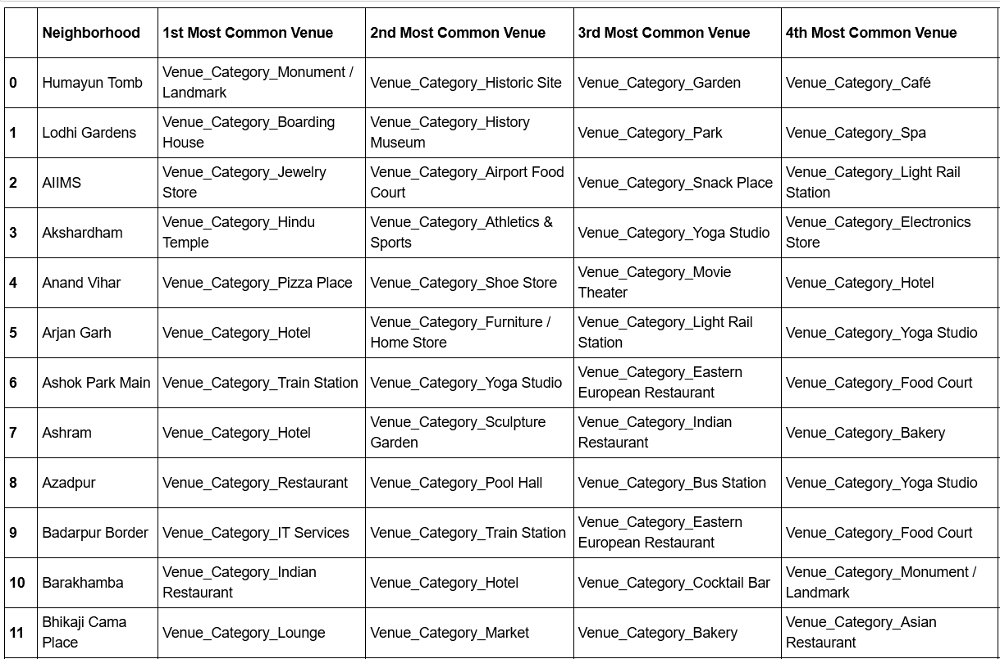 Neighborhood 1st Most Common Venue 2nd Most Common Venue 3rd Most Common Venue 4th Most Common Venue
0 Humayun Tomb Venue_Category_Monument / Landmark Venue_Category_Historic Site Venue_Category_Garden Venue_Category_Café
1 Lodhi Gardens Venue_Category_Boarding House Venue_Category_History Museum Venue_Category_Park Venue_Category_Spa
2 AIIMS Venue_Category_Jewelry Store Venue_Category_Airport Food Court Venue_Category_Snack Place Venue_Category_Light Rail Station
3 Akshardham Venue_Category_Hindu Temple Venue_Category_Athletics & Sports Venue_Category_Yoga Studio Venue_Category_Electronics Store
4 Anand Vihar Venue_Category_Pizza Place Venue_Category_Shoe Store Venue_Category_Movie Theater Venue_Category_Hotel
5 Arjan Garh Venue_Category_Hotel Venue_Category_Furniture / Home Store Venue_Category_Light Rail Station Venue_Category_Yoga Studio
6 Ashok Park Main Venue_Category_Train Station Venue_Category_Yoga Studio Venue_Category_Eastern European Restaurant Venue_Category_Food Court
7 Ashram Venue_Category_Hotel Venue_Category_Sculpture Garden Venue_Category_Indian Restaurant Venue_Category_Bakery
8 Azadpur Venue_Category_Restaurant Venue_Category_Pool Hall Venue_Category_Bus Station Venue_Category_Yoga Studio
9 Badarpur Border Venue_Category_IT Services Venue_Category_Train Station Venue_Category_Eastern European Restaurant Venue_Category_Food Court
10 Barakhamba Venue_Category_Indian Restaurant Venue_Category_Hotel Venue_Category_Cocktail Bar Venue_Category_Monument / Landmark
11 Bhikaji Cama Place Venue_Category_Lounge Venue_Category_Market Venue_Category_Bakery Venue_Category_Asian Restaurant